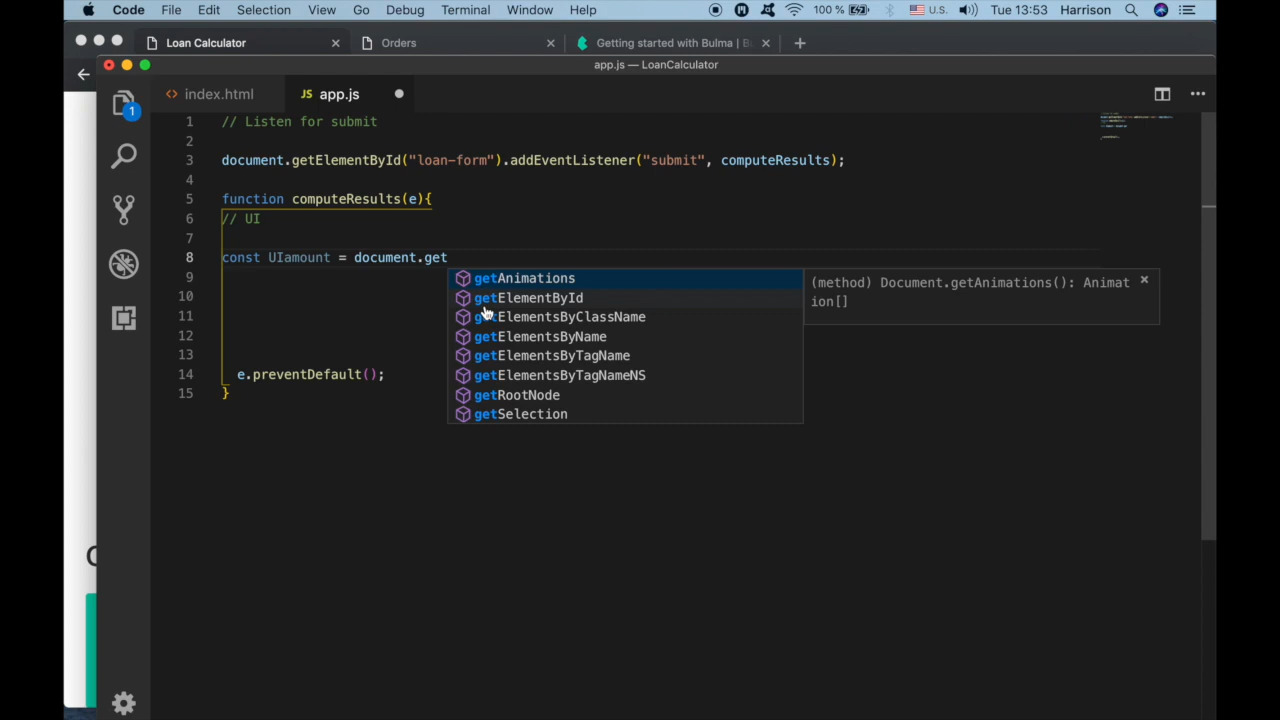 Code File Edit Selection View Go Debug Terminal Window Help 100% U.S. Tue 13:53 Harrison
Loan Calculator Orders Getting started with Bulma |
app.js — LoanCalculator
1 <> index.html JS app.js
1 // Listen for submit
2
3 document.getElementById("loan-form").addEventListener("submit", computeResults);
4
5 function computeResults(e){
6 // UI
7
8 const UIamount = document.get
9 getAnimations (method) Document.getAnimations(): Animat
ion[]
10 getElementById
11 getElementsByClassName
12 getElementsByName
13 getElementsByTagName
14 e.preventDefault(); getElementsByTagNameNS
15 } getRootNode
getSelection